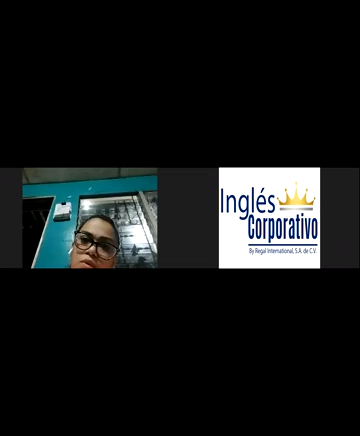 Inglés
Corporativo
By Regal International, S.A. de C.V.